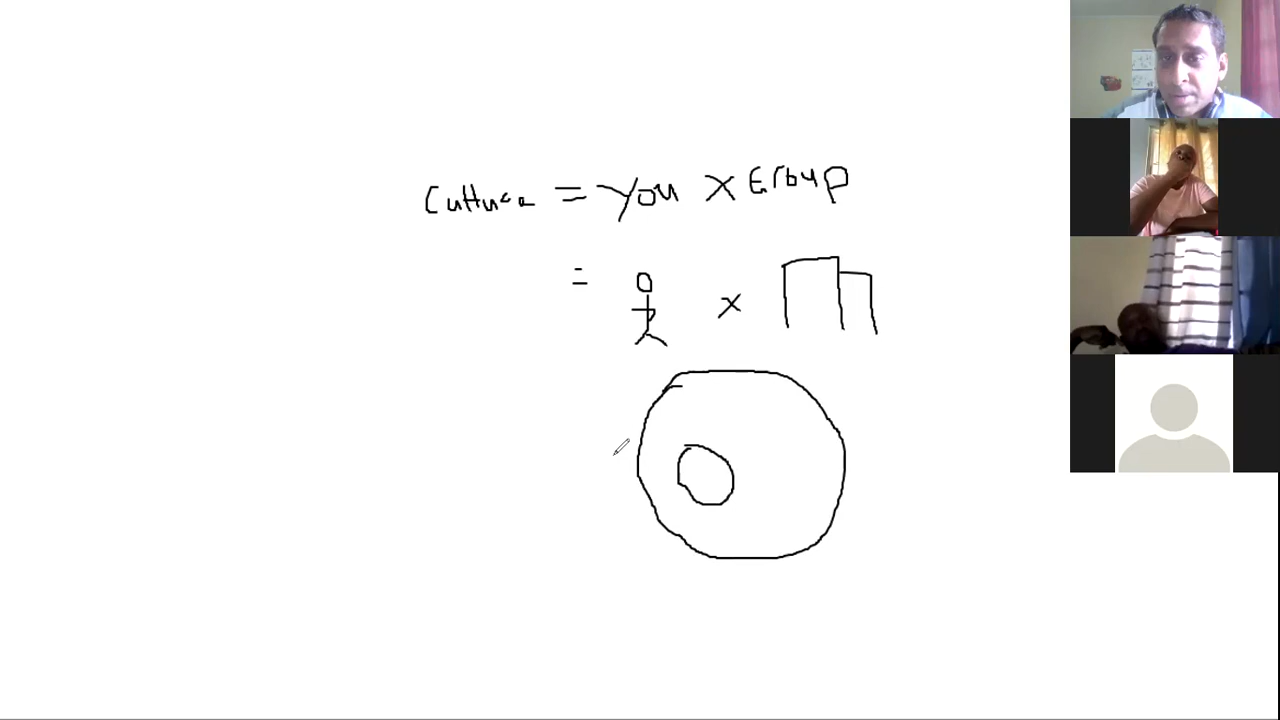 Culture = You X Group
=
x